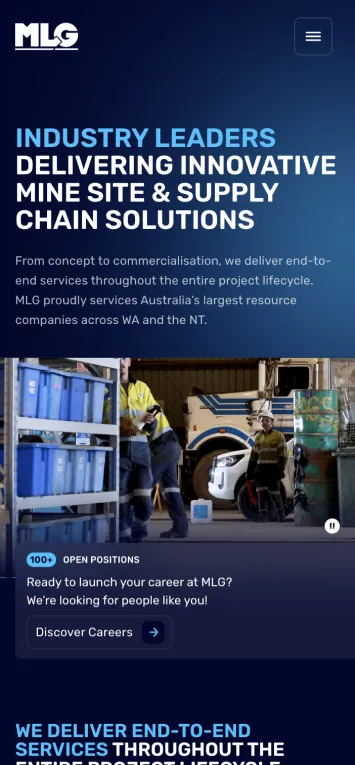 MLG
INDUSTRY LEADERS
DELIVERING INNOVATIVE
MINE SITE & SUPPLY
CHAIN SOLUTIONS
From concept to commercialisation, we deliver end-to-
end services throughout the entire project lifecycle.
MLG proudly services Australia's largest resource
companies across WA and the NT.
100+ OPEN POSITIONS
Ready to launch your career at MLG?
We're looking for people like you!
Discover Careers
WE DELIVER END-TO-END
SERVICES THROUGHOUT THE
ENTIRE PROJECT LIFECYCLE